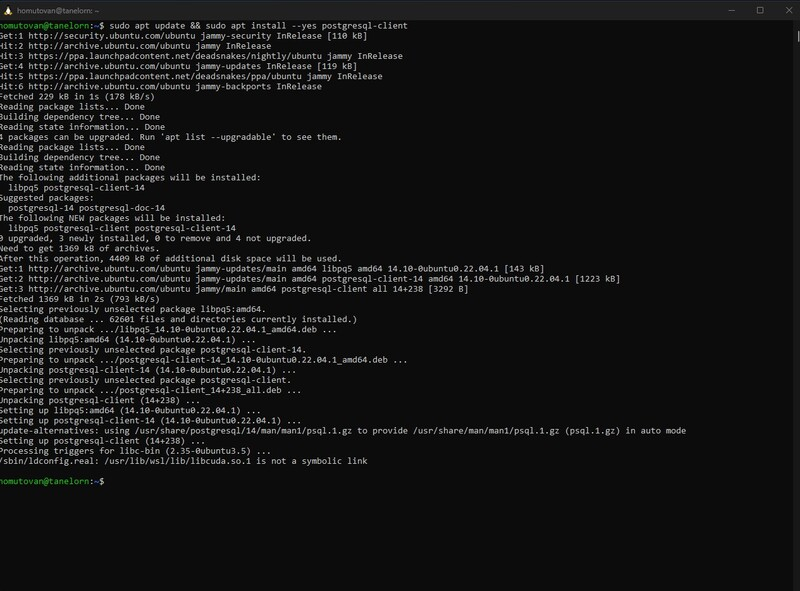 homutovan@tanelorn: ~
homutovan@tanelorn:~$ sudo apt update && sudo apt install --yes postgresql-client
Get:1 http://security.ubuntu.com/ubuntu jammy-security InRelease [110 kB]
Hit:2 http://archive.ubuntu.com/ubuntu jammy InRelease
Hit:3 https://ppa.launchpadcontent.net/deadsnakes/nightly/ubuntu jammy InRelease
Get:4 http://archive.ubuntu.com/ubuntu jammy-updates InRelease [119 kB]
Hit:5 https://ppa.launchpadcontent.net/deadsnakes/ppa/ubuntu jammy InRelease
Hit:6 http://archive.ubuntu.com/ubuntu jammy-backports InRelease
Fetched 229 kB in 1s (178 kB/s)
Reading package lists... Done
Building dependency tree... Done
Reading state information... Done
4 packages can be upgraded. Run 'apt list --upgradable' to see them.
Reading package lists... Done
Building dependency tree... Done
Reading state information... Done
The following additional packages will be installed:
libpq5 postgresql-client-14
Suggested packages:
postgresql-14 postgresql-doc-14
The following NEW packages will be installed:
libpq5 postgresql-client postgresql-client-14
0 upgraded, 3 newly installed, 0 to remove and 4 not upgraded.
Need to get 1369 kB of archives.
After this operation, 4409 kB of additional disk space will be used.
Get:1 http://archive.ubuntu.com/ubuntu jammy-updates/main amd64 libpq5 amd64 14.10-0ubuntu0.22.04.1 [143 kB]
Get:2 http://archive.ubuntu.com/ubuntu jammy-updates/main amd64 postgresql-client-14 amd64 14.10-0ubuntu0.22.04.1 [1223 kB]
Get:3 http://archive.ubuntu.com/ubuntu jammy/main amd64 postgresql-client all 14+238 [3292 B]
Fetched 1369 kB in 2s (793 kB/s)
Selecting previously unselected package libpq5:amd64.
(Reading database ... 62601 files and directories currently installed.)
Preparing to unpack .../libpq5_14.10-0ubuntu0.22.04.1_amd64.deb ...
Unpacking libpq5:amd64 (14.10-0ubuntu0.22.04.1) ...
Selecting previously unselected package postgresql-client-14.
Preparing to unpack .../postgresql-client-14_14.10-0ubuntu0.22.04.1_amd64.deb ...
Unpacking postgresql-client-14 (14.10-0ubuntu0.22.04.1) ...
Selecting previously unselected package postgresql-client.
Preparing to unpack .../postgresql-client_14+238_all.deb ...
Unpacking postgresql-client (14+238) ...
Setting up libpq5:amd64 (14.10-0ubuntu0.22.04.1) ...
Setting up postgresql-client-14 (14.10-0ubuntu0.22.04.1) ...
update-alternatives: using /usr/share/postgresql/14/man/man1/psql.1.gz to provide /usr/share/man/man1/psql.1.gz (psql.1.gz) in auto mode
Setting up postgresql-client (14+238) ...
Processing triggers for libc-bin (2.35-0ubuntu3.5) ...
/sbin/ldconfig.real: /usr/lib/wsl/lib/libcuda.so.1 is not a symbolic link
homutovan@tanelorn:~$